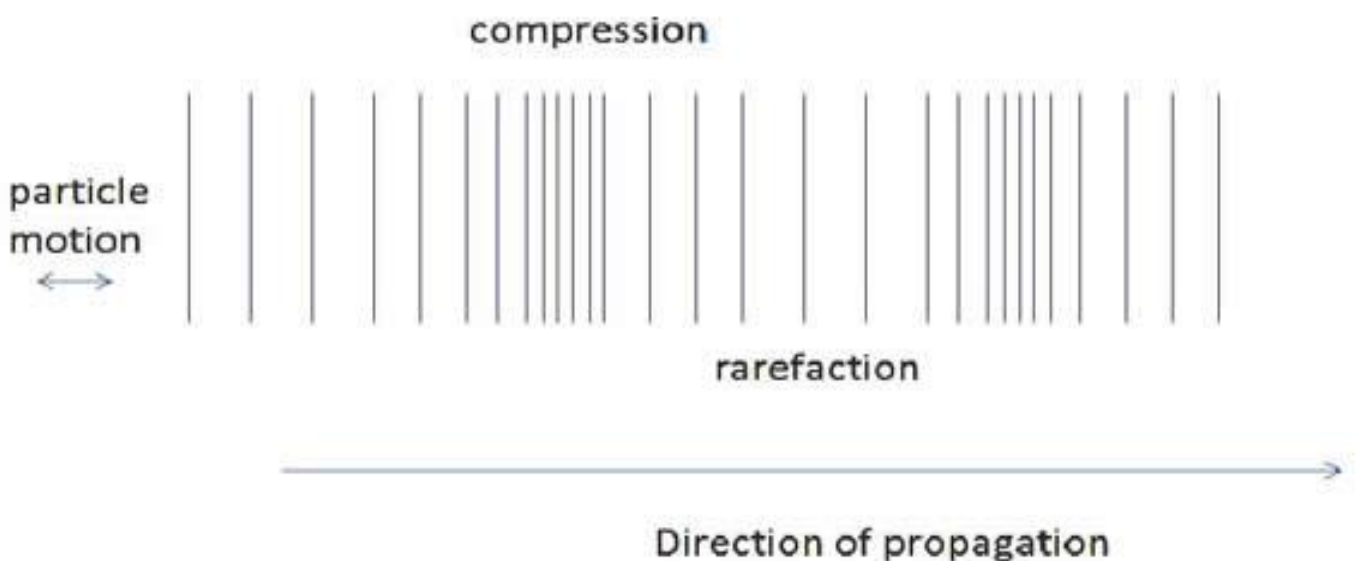 compression
particle
motion
rarefaction
Direction of propagation